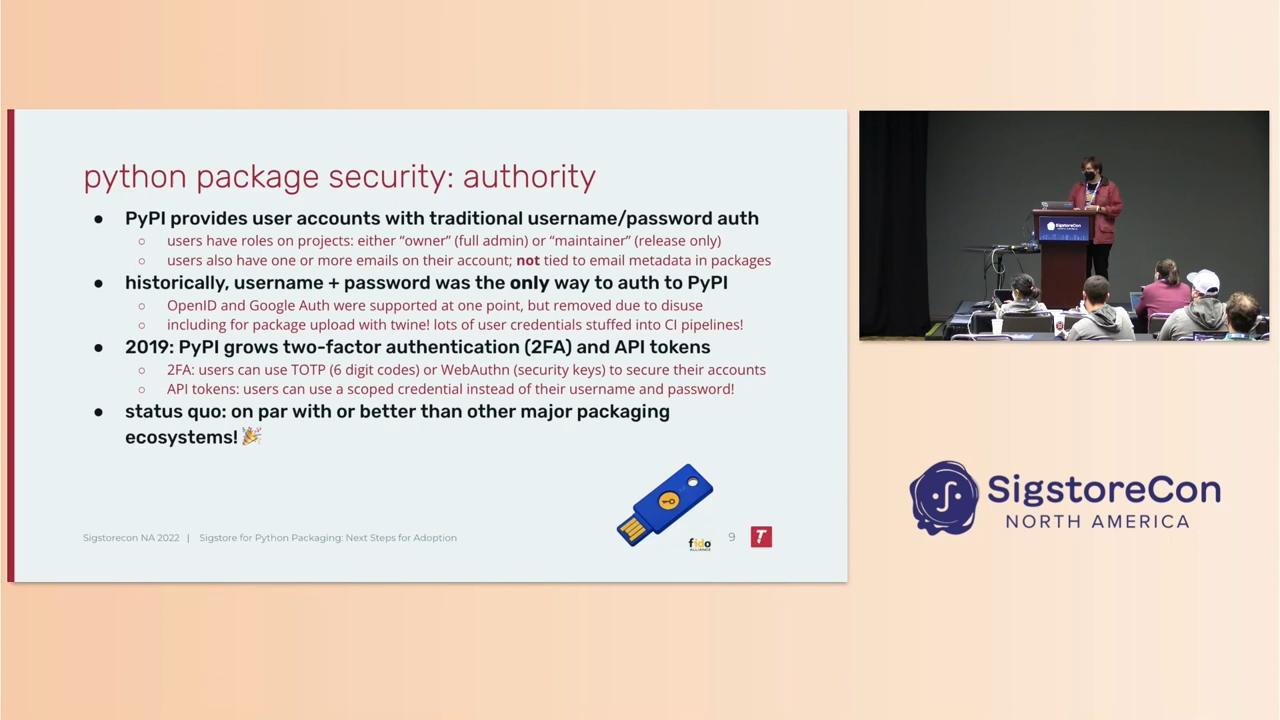 python package security: authority
● PyPI provides user accounts with traditional username/password auth
○ users have roles on projects: either “owner” (full admin) or “maintainer” (release only)
○ users also have one or more emails on their account; not tied to email metadata in packages
● historically, username + password was the only way to auth to PyPI
○ OpenID and Google Auth were supported at one point, but removed due to disuse
○ including for package upload with twine! lots of user credentials stuffed into CI pipelines!
● 2019: PyPI grows two-factor authentication (2FA) and API tokens
○ 2FA: users can use TOTP (6 digit codes) or WebAuthn (security keys) to secure their accounts
○ API tokens: users can use a scoped credential instead of their username and password!
● status quo: on par with or better than other major packaging
ecosystems! 🎉
Sigstorecon NA 2022 | Sigstore for Python Packaging: Next Steps for Adoption
fido
ALLIANCE
9
T
SigstoreCon
SigstoreCon
NORTH AMERICA